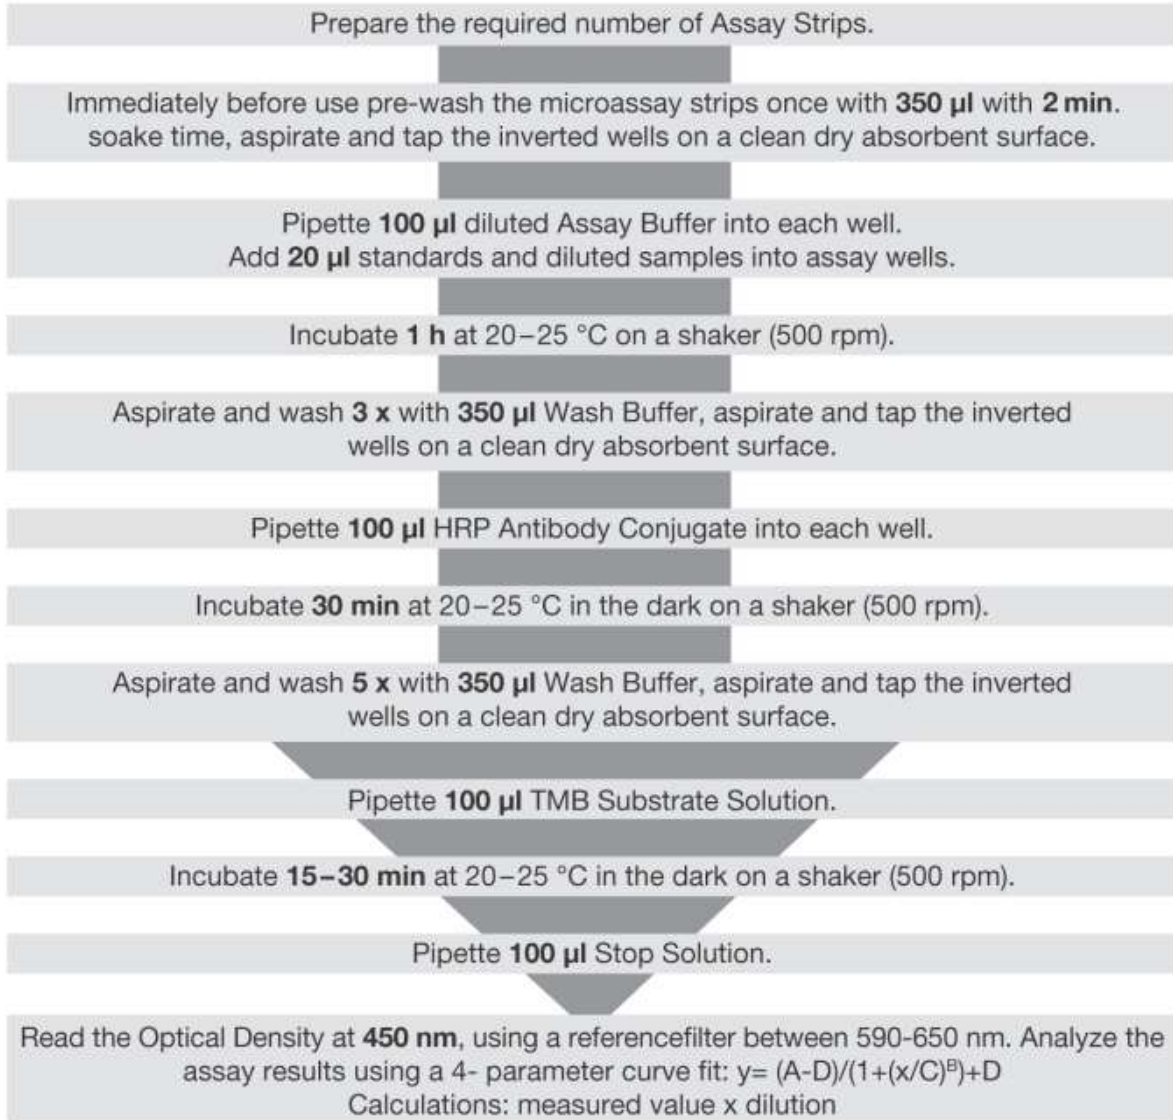 Prepare the required number of Assay Strips.
Immediately before use pre-wash the microassay strips once with 350 µl with 2 min.
soake time, aspirate and tap the inverted wells on a clean dry absorbent surface.
Pipette 100 µl diluted Assay Buffer into each well.
Add 20 µl standards and diluted samples into assay wells.
Incubate 1 h at 20–25 °C on a shaker (500 rpm).
Aspirate and wash 3 x with 350 µl Wash Buffer, aspirate and tap the inverted
wells on a clean dry absorbent surface.
Pipette 100 µl HRP Antibody Conjugate into each well.
Incubate 30 min at 20–25 °C in the dark on a shaker (500 rpm).
Aspirate and wash 5 x with 350 µl Wash Buffer, aspirate and tap the inverted
wells on a clean dry absorbent surface.
Pipette 100 µl TMB Substrate Solution.
Incubate 15–30 min at 20–25 °C in the dark on a shaker (500 rpm).
Pipette 100 µl Stop Solution.
Read the Optical Density at 450 nm, using a referencefilter between 590-650 nm. Analyze the
assay results using a 4- parameter curve fit: y= (A-D)/(1+(x/C)ᴮ)+D
Calculations: measured value x dilution